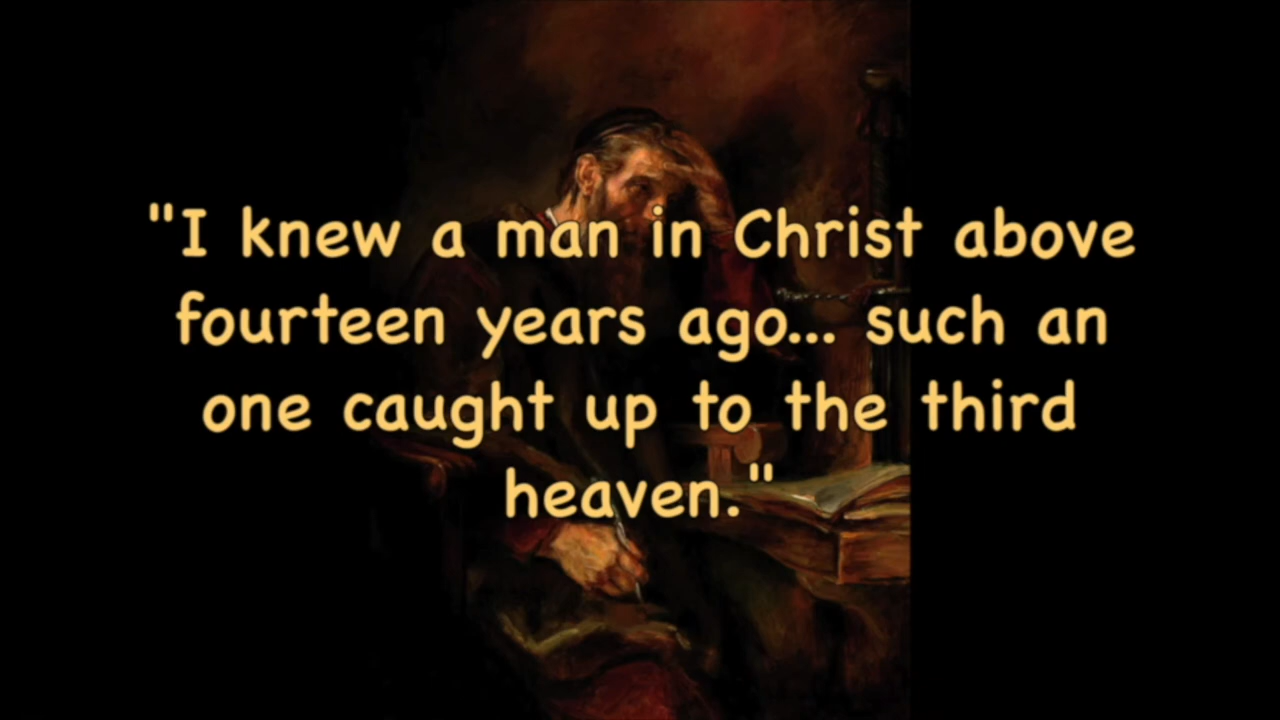 "I knew a man in Christ above
fourteen years ago... such an
one caught up to the third
heaven."